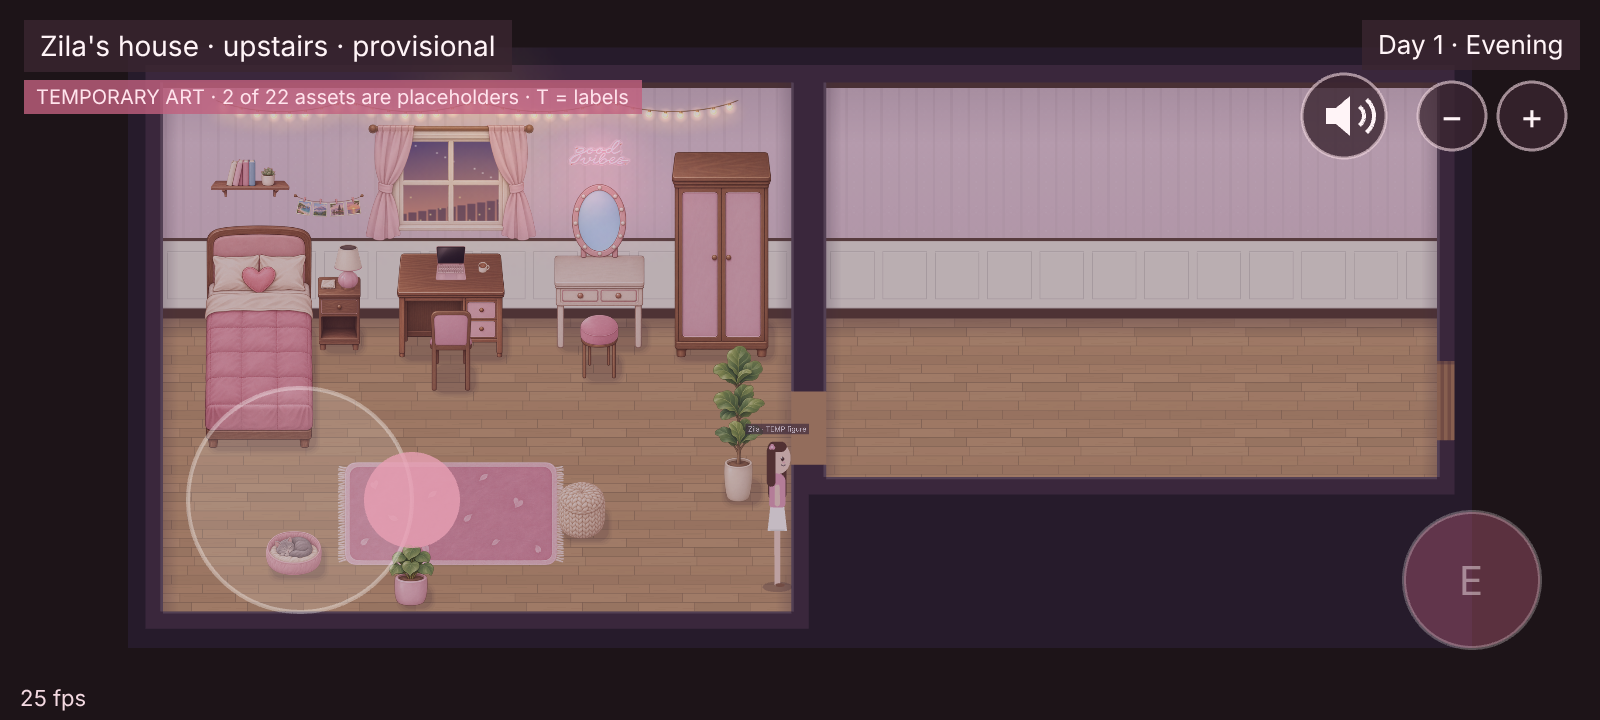 Zila's house · upstairs · provisional
Day 1 · Evening
TEMPORARY ART · 2 of 22 assets are placeholders · T = labels
−
+
good
vibes
Zila · TEMP figure
E
25 fps